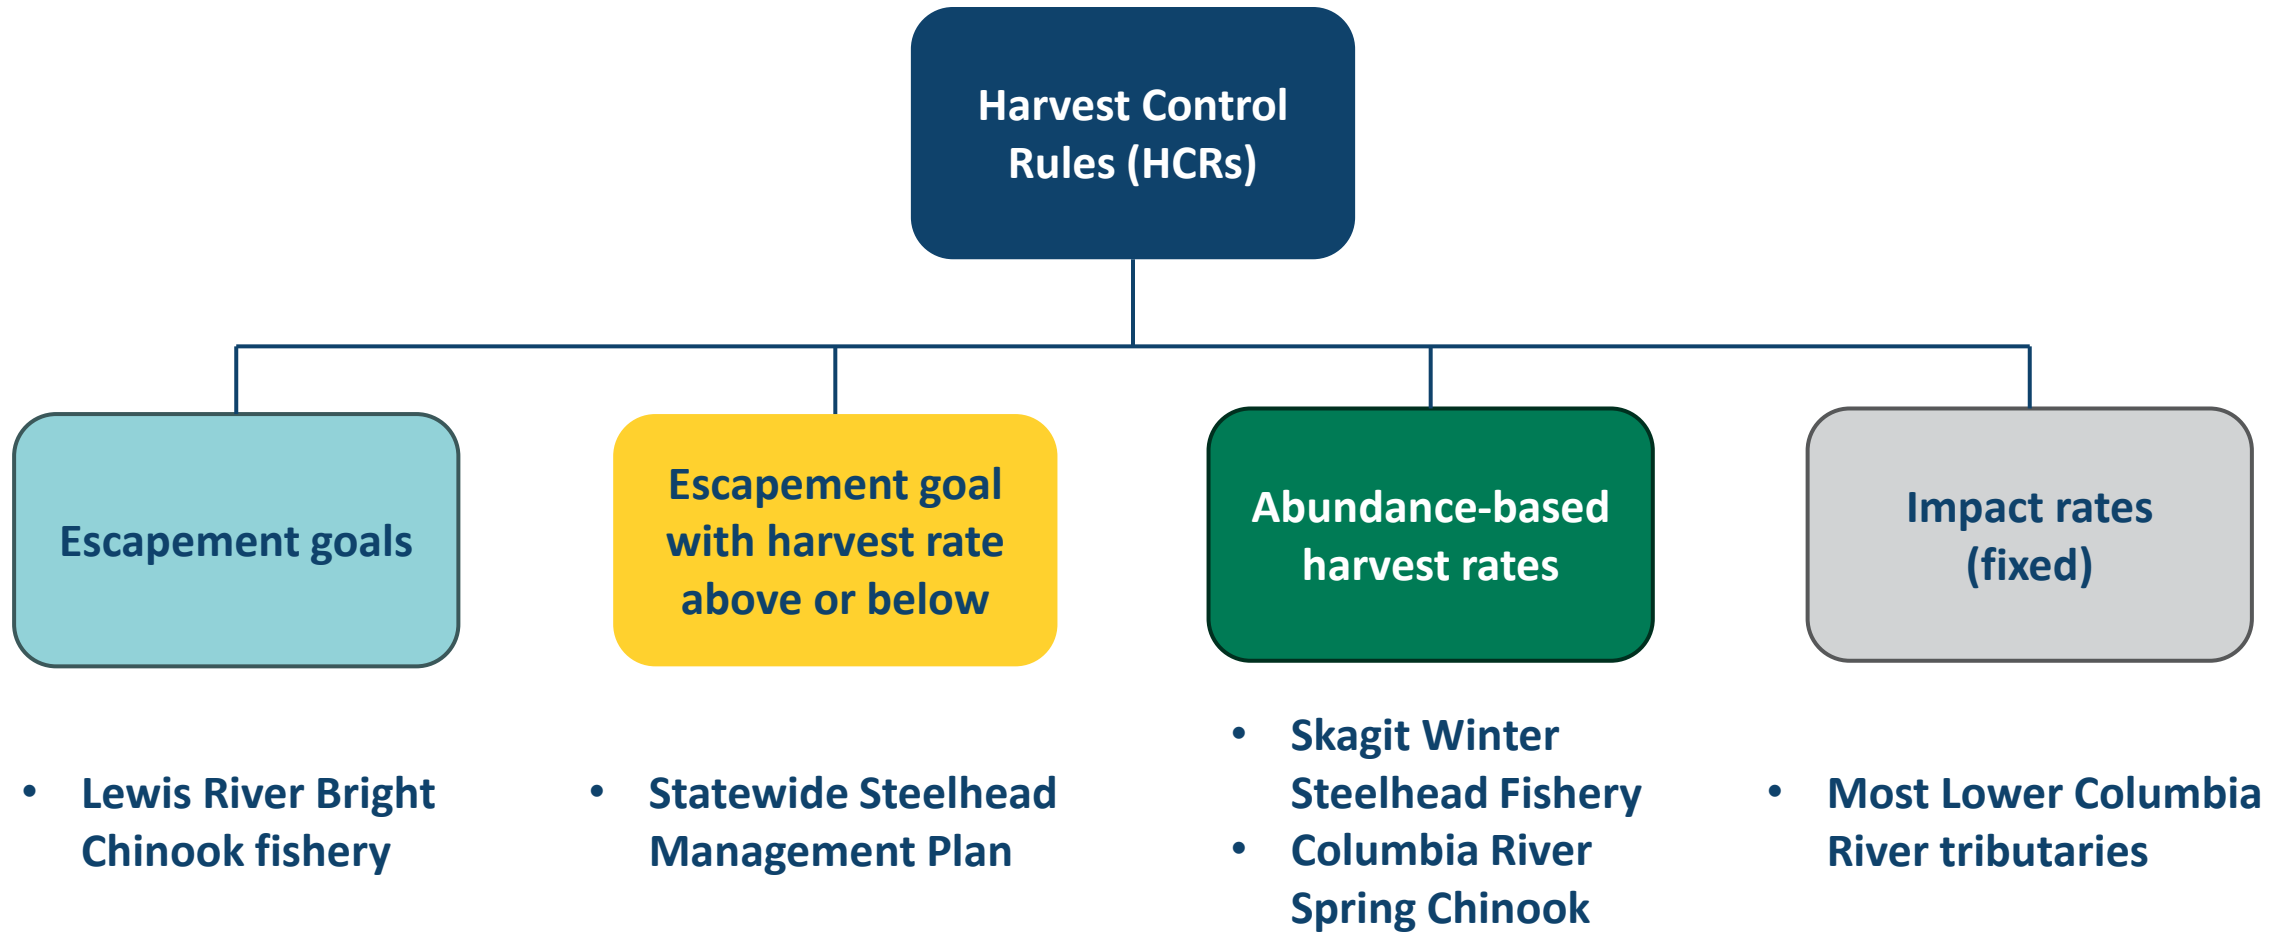 Harvest Control
Rules (HCRs)
Escapement goals
Escapement goal
with harvest rate
above or below
Abundance-based
harvest rates
Impact rates
(fixed)
• Lewis River Bright
Chinook fishery
• Statewide Steelhead
Management Plan
• Skagit Winter
Steelhead Fishery
• Columbia River
Spring Chinook
• Most Lower Columbia
River tributaries